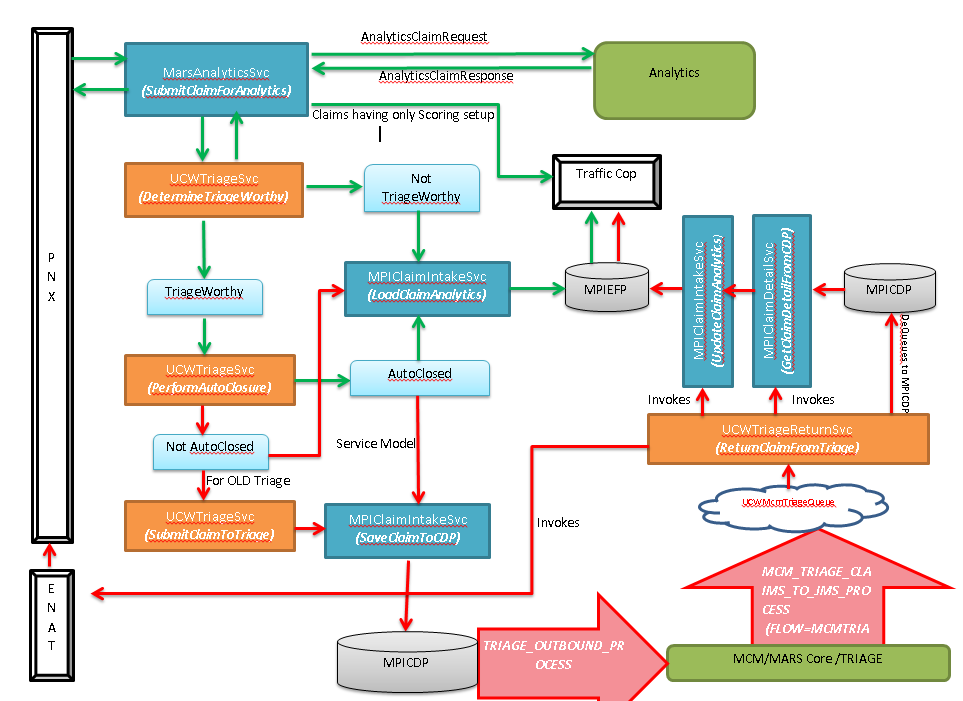 AnalyticsClaimRequest
AnalyticsClaimResponse
MarsAnalyticsSvc
(SubmitClaimForAnalytics)
Analytics
Claims having only Scoring setup
UCWTriageSvc
(DetermineTriageWorthy)
Not
TriageWorthy
Traffic Cop
P
N
X
TriageWorthy
MPIClaimIntakeSvc
(LoadClaimAnalytics)
MPIEFP
MPIClaimIntakeSvc
(UpdateClaimAnalytics)
MPIClaimDetailSvc
(GetClaimDetailFromCDP)
MPICDP
DeQueues to MPICDP
UCWTriageSvc
(PerformAutoClosure)
AutoClosed
Invokes
Invokes
Not AutoClosed
Service Model
UCWTriageReturnSvc
(ReturnClaimFromTriage)
For OLD Triage
UCWMcmTriageQueue
UCWTriageSvc
(SubmitClaimToTriage)
MPIClaimIntakeSvc
(SaveClaimToCDP)
Invokes
E
N
A
T
MCM_TRIAGE_CLA
IMS_TO_JMS_PRO
CESS
(FLOW=MCMTRIA
MPICDP
TRIAGE_OUTBOUND_PR
OCESS
MCM/MARS Core /TRIAGE